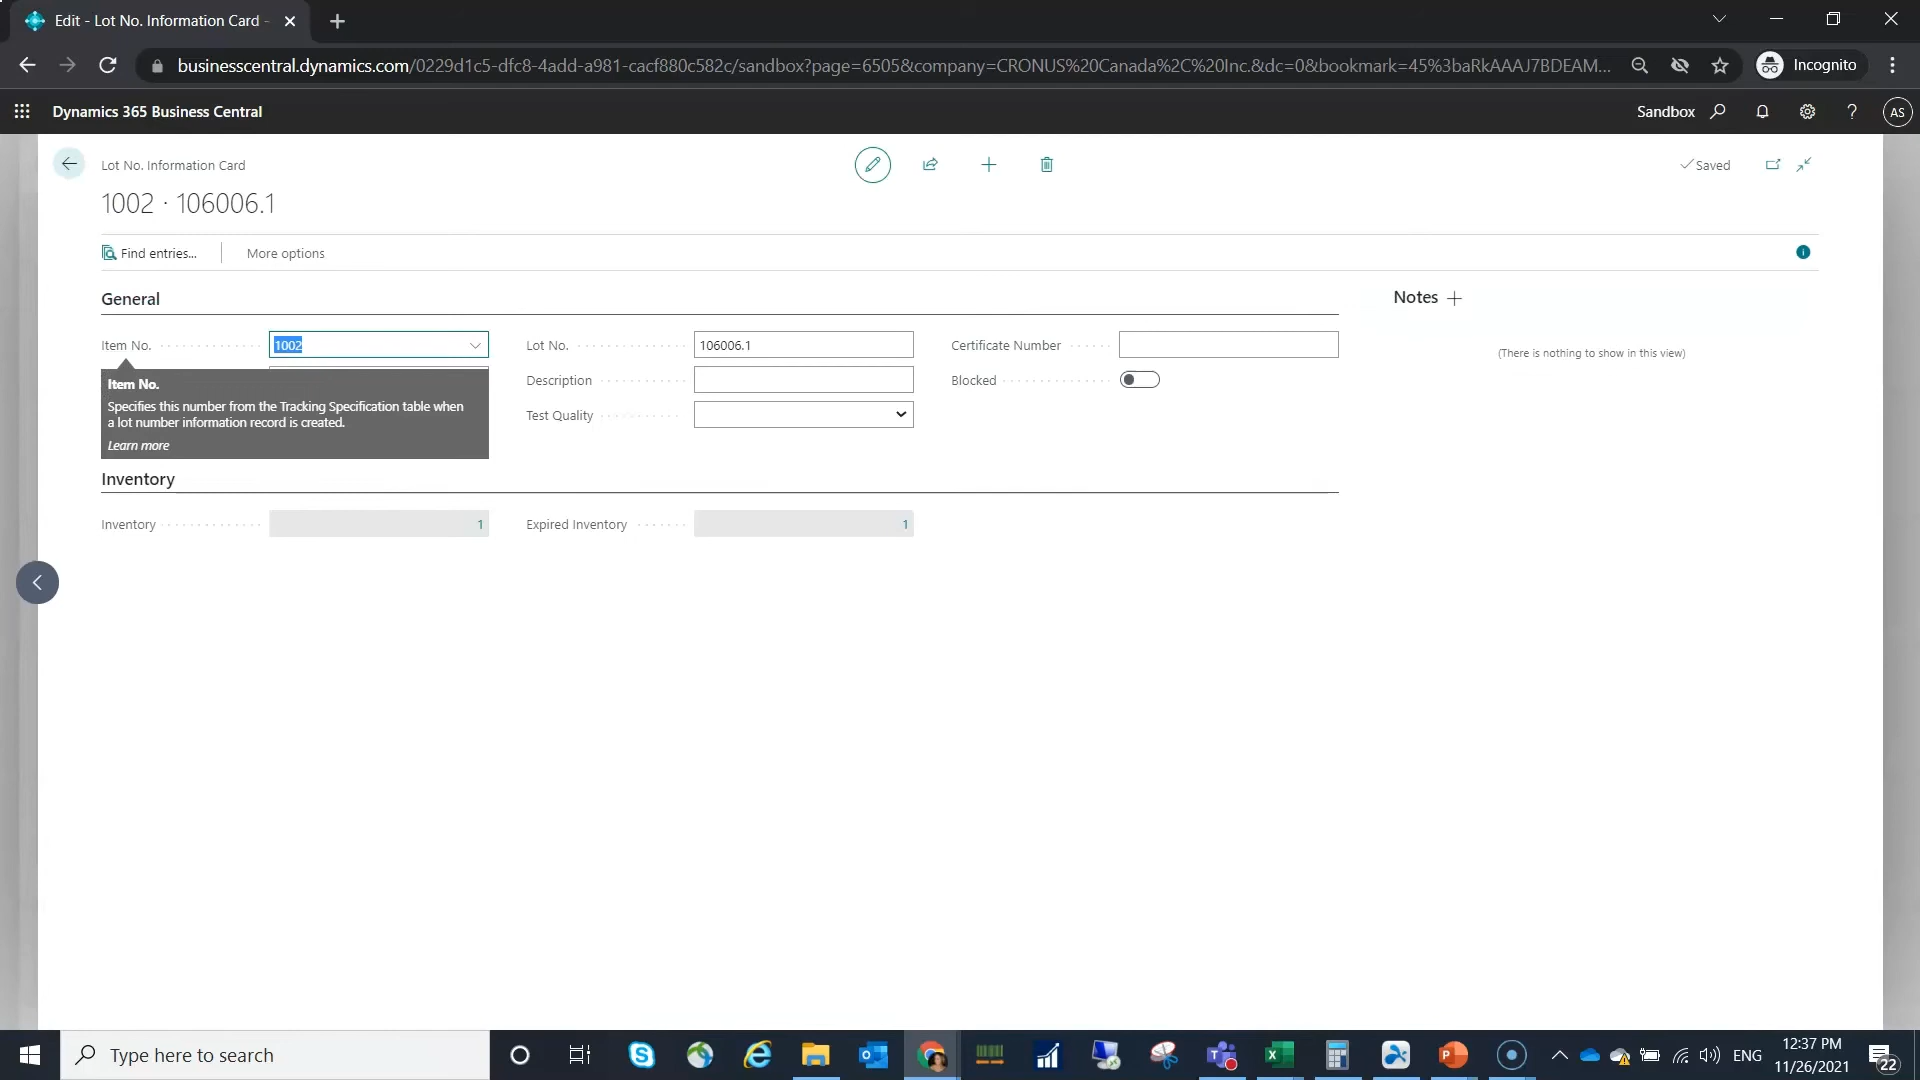 Edit - Lot No. Information Card -
businesscentral.dynamics.com/0229d1c5-dfc8-4add-a981-cacf880c582c/sandbox?page=6505&company=CRONUS%20Canada%2C%20Inc.&dc=0&bookmark=45%3baRkAAAJ7BDEAM...
Incognito
Dynamics 365 Business Central
Sandbox
?
AS
Lot No. Information Card
Saved
1002 · 106006.1
Find entries...
More options
General
Notes
Item No.
1002
Lot No.
106006.1
Certificate Number
(There is nothing to show in this view)
Item No.
Specifies this number from the Tracking Specification table when
a lot number information record is created.
Learn more
Description
Blocked
Test Quality
Inventory
Inventory
1
Expired Inventory
1
Type here to search
ENG
12:37 PM
11/26/2021
22